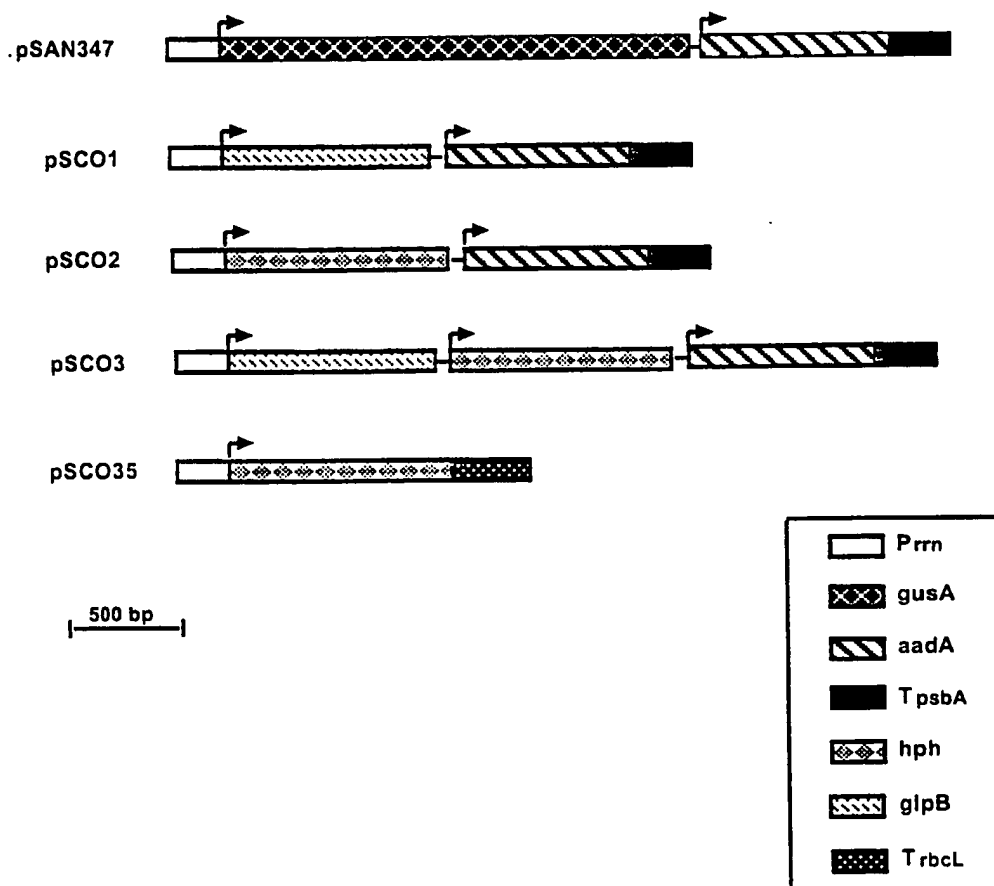 .pSAN347
pSCO1
pSCO2
pSCO3
pSCO35
500 bp
Prrn
gusA
aadA
TpsbA
hph
glpB
TrbcL